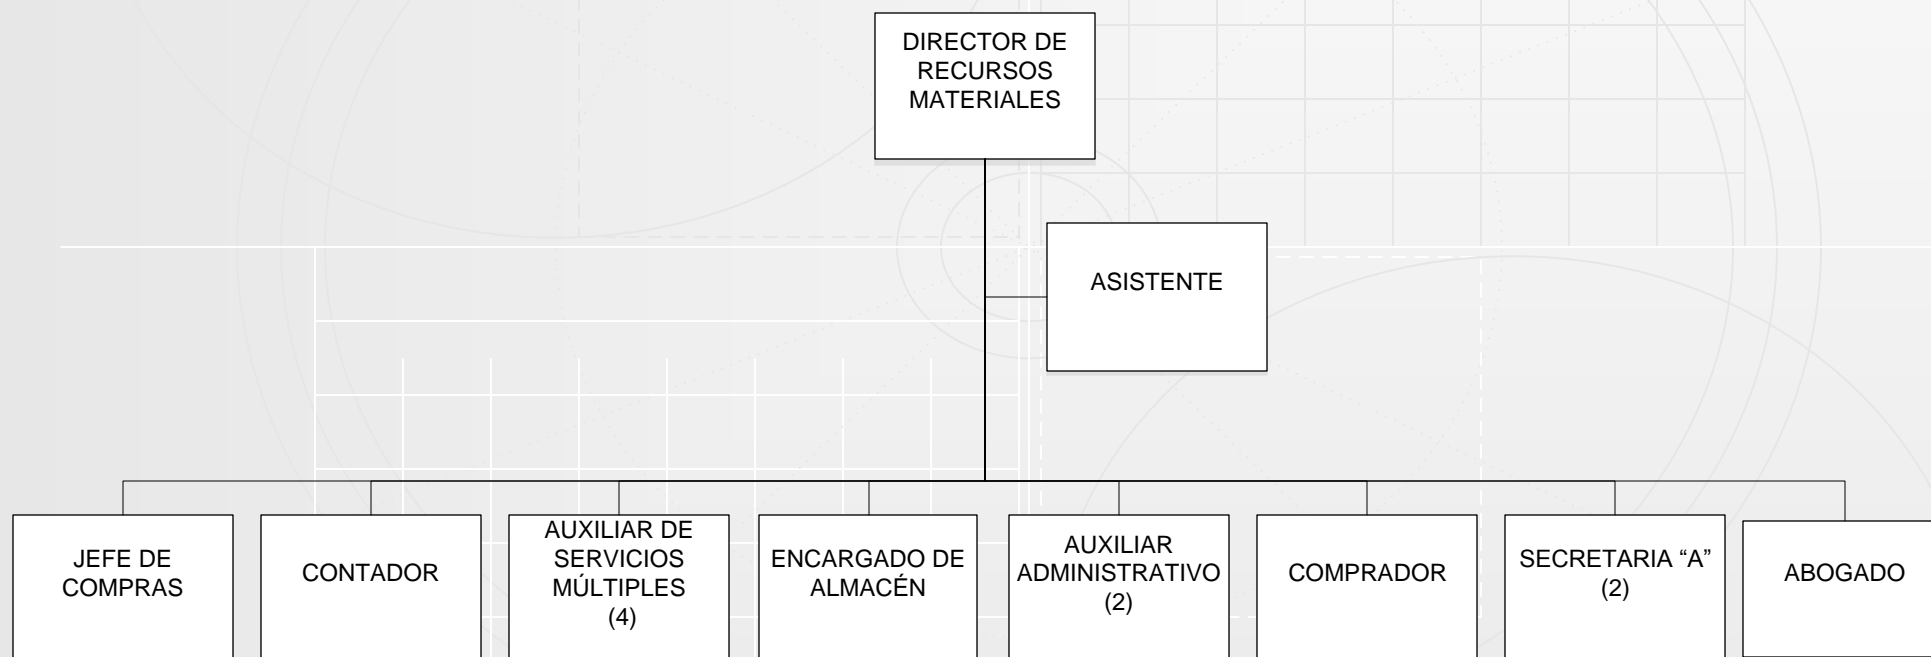 DIRECTOR DE
RECURSOS
MATERIALES
ASISTENTE
JEFE DE
COMPRAS
CONTADOR
AUXILIAR DE
SERVICIOS
MÚLTIPLES
(4)
ENCARGADO DE
ALMACÉN
AUXILIAR
ADMINISTRATIVO
(2)
COMPRADOR
SECRETARIA “A”
(2)
ABOGADO